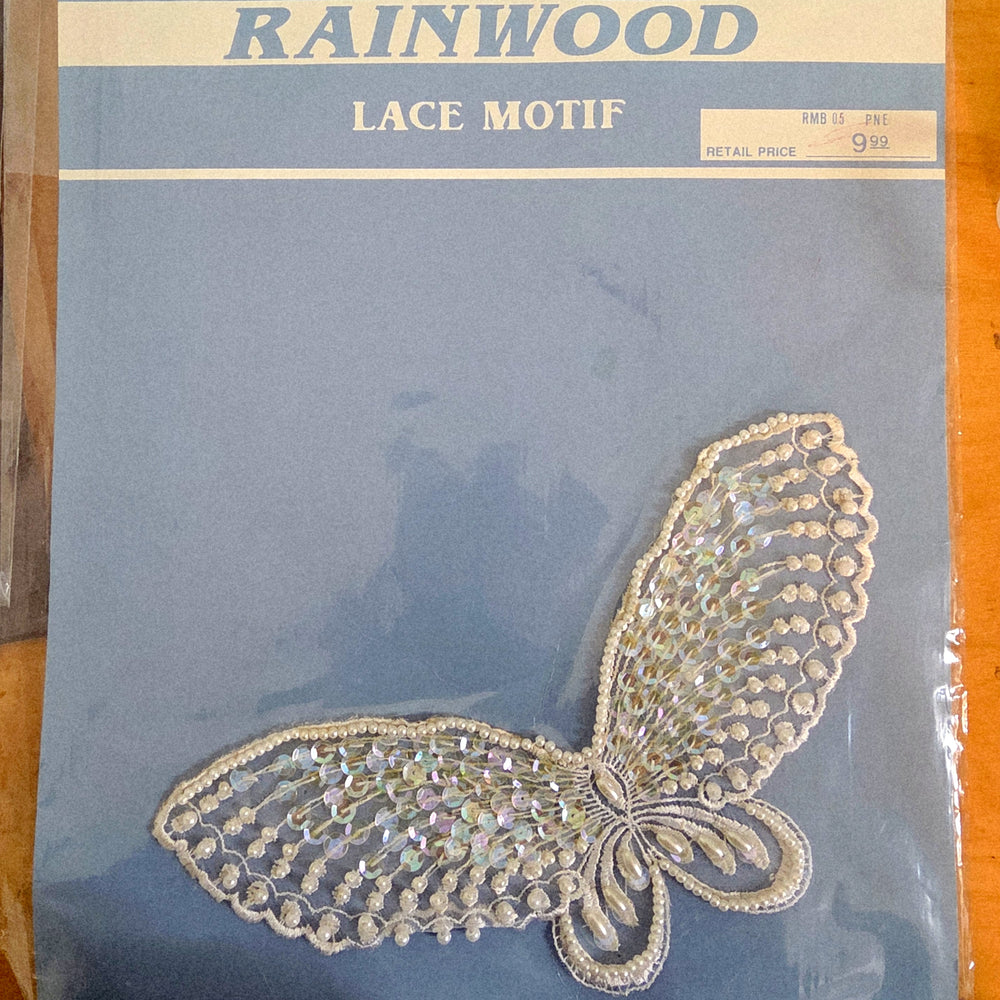 RAINWOOD
LACE MOTIF
RMB 05 PNE
RETAIL PRICE 9.99